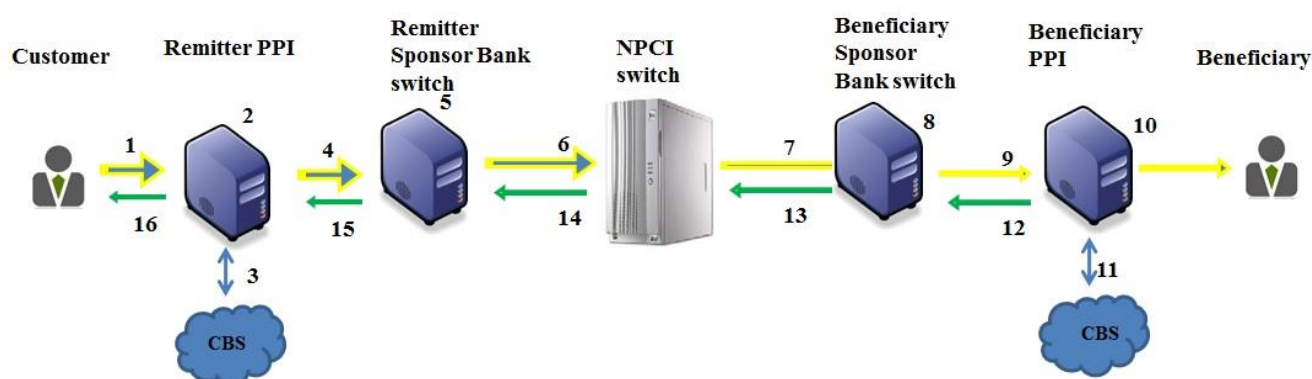 Customer
Remitter PPI
Remitter
Sponsor Bank
switch
NPCI
switch
Beneficiary
Sponsor
Bank switch
Beneficiary
PPI
Beneficiary
1
2
3
4
5
6
7
8
9
10
11
12
13
14
15
16
CBS
CBS